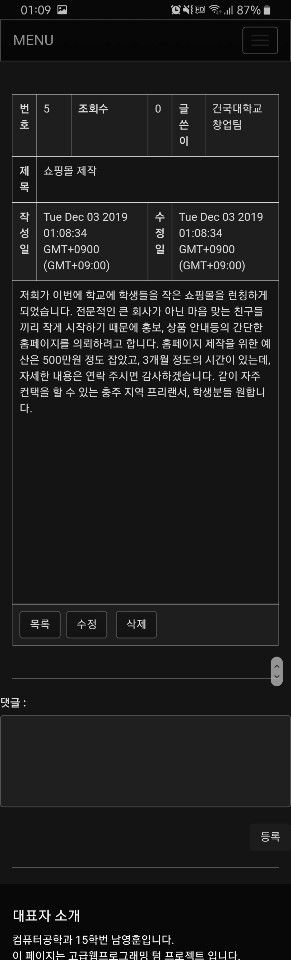 01:09 87%
MENU
번호 5 조회수 0 글쓴이 건국대학교 창업팀
제목 쇼핑몰 제작
작성일 Tue Dec 03 2019 01:08:34 GMT+0900 (GMT+09:00) 수정일 Tue Dec 03 2019 01:08:34 GMT+0900 (GMT+09:00)
저희가 이번에 학교에 학생들을 작은 쇼핑몰을 런칭하게
되었습니다. 전문적인 큰 회사가 아닌 마음 맞는 친구들
끼리 작게 시작하기 때문에 홍보, 상품 안내등의 간단한
홈페이지를 의뢰하려고 합니다. 홈페이지 제작을 위한 예
산은 500만원 정도 잡았고, 3개월 정도의 시간이 있는데,
자세한 내용은 연락 주시면 감사하겠습니다. 같이 자주
컨택을 할 수 있는 충주 지역 프리랜서, 학생분들 원합니
다.
목록 수정 삭제
댓글 :
등록
대표자 소개
컴퓨터공학과 15학번 남영훈입니다.
이 페이지는 고급웹프로그래밍 텀 프로젝트 입니다.